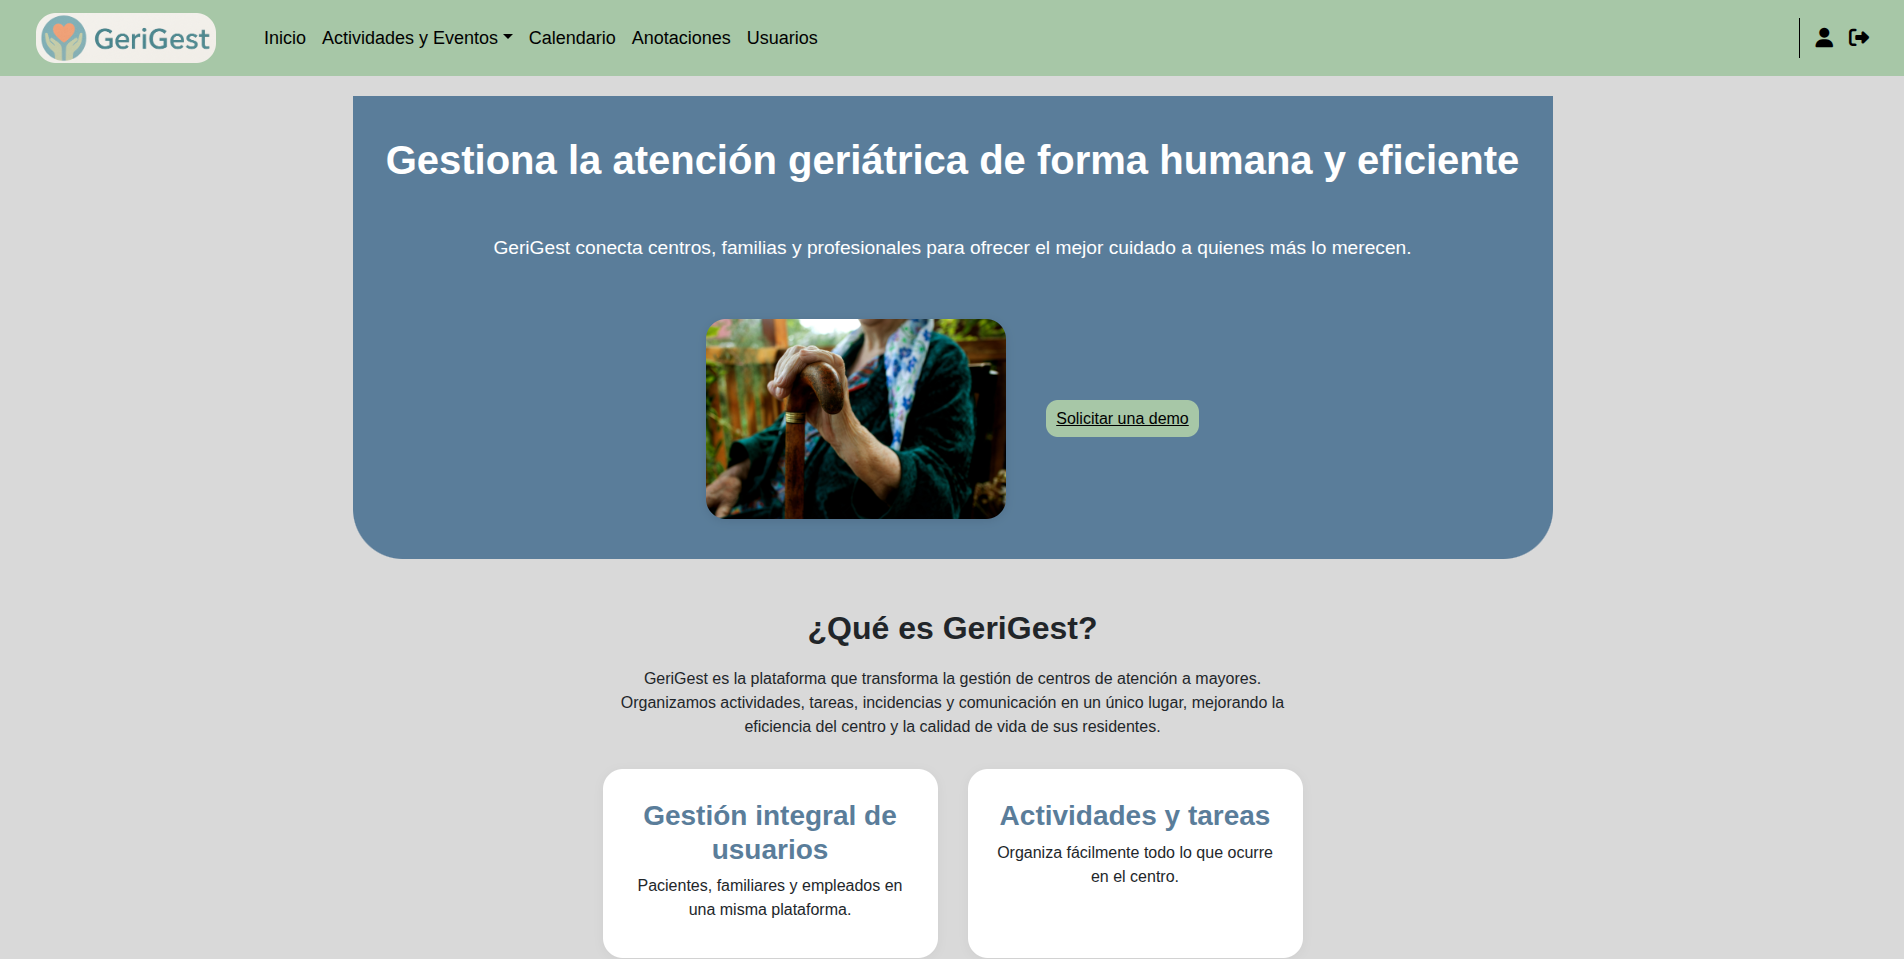 GeriGest
Inicio
Actividades y Eventos
Calendario
Anotaciones
Usuarios
Gestiona la atención geriátrica de forma humana y eficiente
GeriGest conecta centros, familias y profesionales para ofrecer el mejor cuidado a quienes más lo merecen.
Solicitar una demo
¿Qué es GeriGest?
GeriGest es la plataforma que transforma la gestión de centros de atención a mayores.
Organizamos actividades, tareas, incidencias y comunicación en un único lugar, mejorando la
eficiencia del centro y la calidad de vida de sus residentes.
Gestión integral de
usuarios
Pacientes, familiares y empleados en
una misma plataforma.
Actividades y tareas
Organiza fácilmente todo lo que ocurre
en el centro.